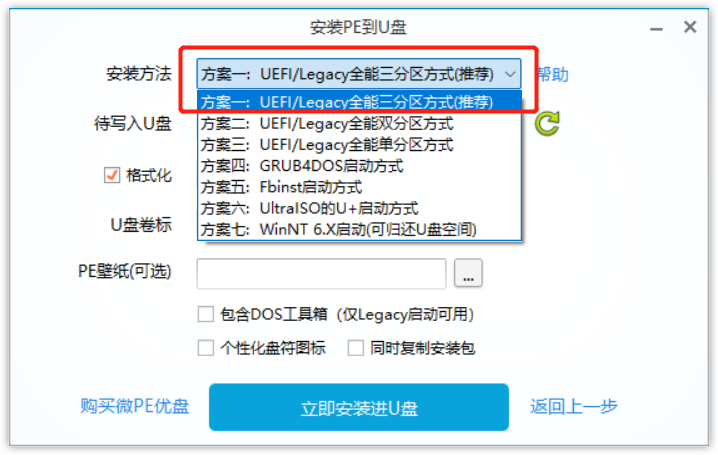 安装PE到U盘
安装方法 方案一：UEFI/Legacy全能三分区方式(推荐) 帮助
方案一：UEFI/Legacy全能三分区方式(推荐)
待写入U盘 方案二：UEFI/Legacy全能双分区方式
方案三：UEFI/Legacy全能单分区方式
格式化 方案四：GRUB4DOS启动方式
方案五：Fbinst启动方式
方案六：UltraISO的U+启动方式
U盘卷标 方案七：WinNT 6.X启动(可归还U盘空间)
PE壁纸(可选) ...
包含DOS工具箱（仅Legacy启动可用）
个性化盘符图标 同时复制安装包
购买微PE优盘 立即安装进U盘 返回上一步